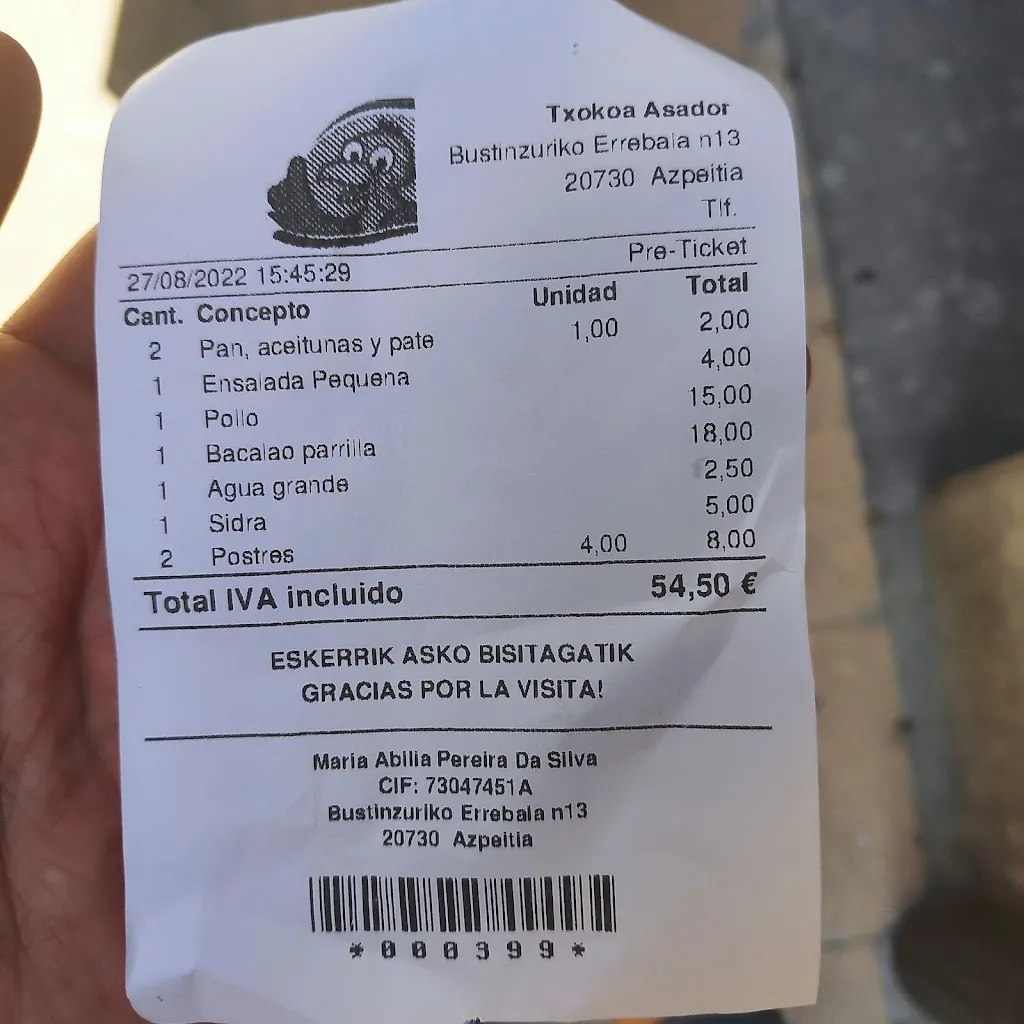 Txokoa Asador
Bustinzuriko Errebala n13
20730 Azpeitia
Tlf.
27/08/2022 15:45:29 Pre-Ticket
Cant. Concepto Unidad Total
2 Pan, aceitunas y pate 1,00 2,00
1 Ensalada Pequena 4,00
1 Pollo 15,00
1 Bacalao parrilla 18,00
1 Agua grande 2,50
1 Sidra 5,00
2 Postres 4,00 8,00
Total IVA incluido 54,50 €
ESKERRIK ASKO BISITAGATIK
GRACIAS POR LA VISITA!
Maria Abilia Pereira Da Silva
CIF: 73047451A
Bustinzuriko Errebala n13
20730 Azpeitia
*000399*